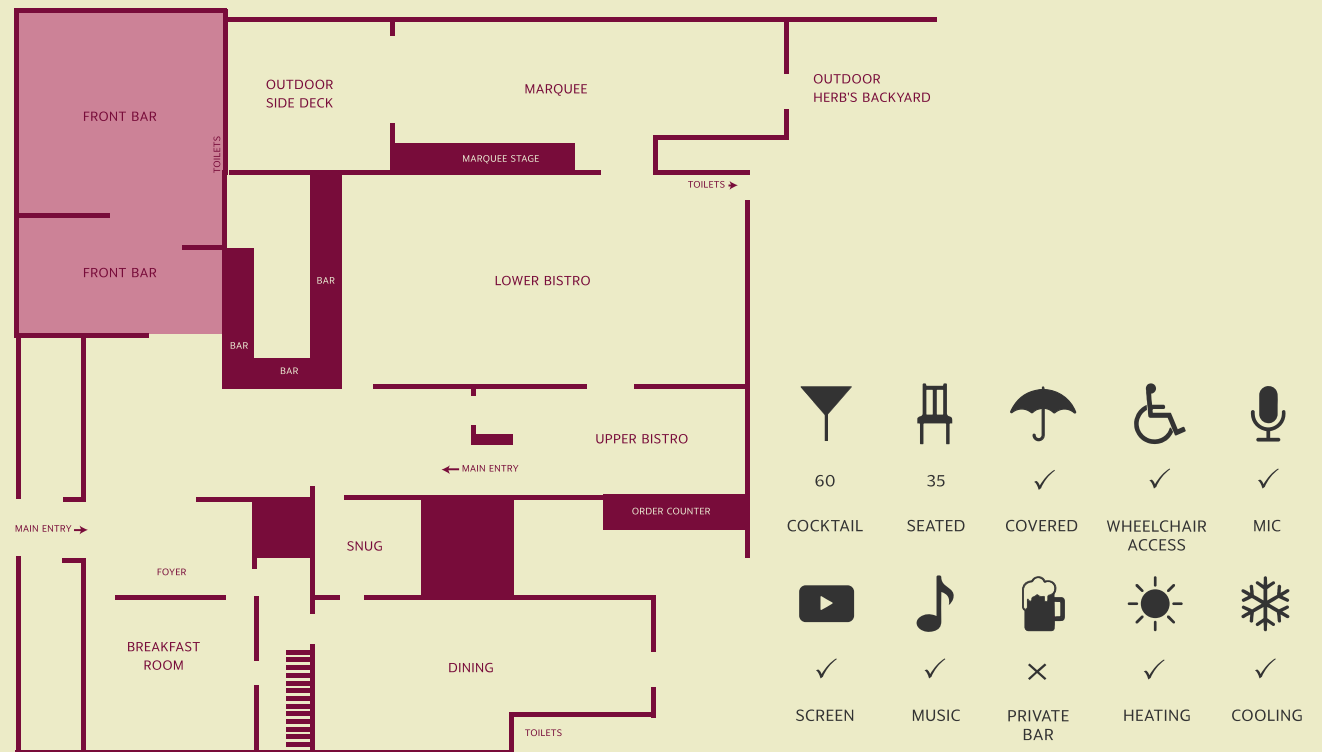 OUTDOOR
SIDE DECK
MARQUEE
OUTDOOR
HERB'S BACKYARD
FRONT BAR
TOILETS
MARQUEE STAGE
TOILETS
FRONT BAR
BAR
LOWER BISTRO
BAR
BAR
UPPER BISTRO
MAIN ENTRY
ORDER COUNTER
MAIN ENTRY
SNUG
FOYER
BREAKFAST
ROOM
DINING
TOILETS
60
35
COCKTAIL
SEATED
COVERED
WHEELCHAIR
ACCESS
MIC
SCREEN
MUSIC
PRIVATE
BAR
HEATING
COOLING